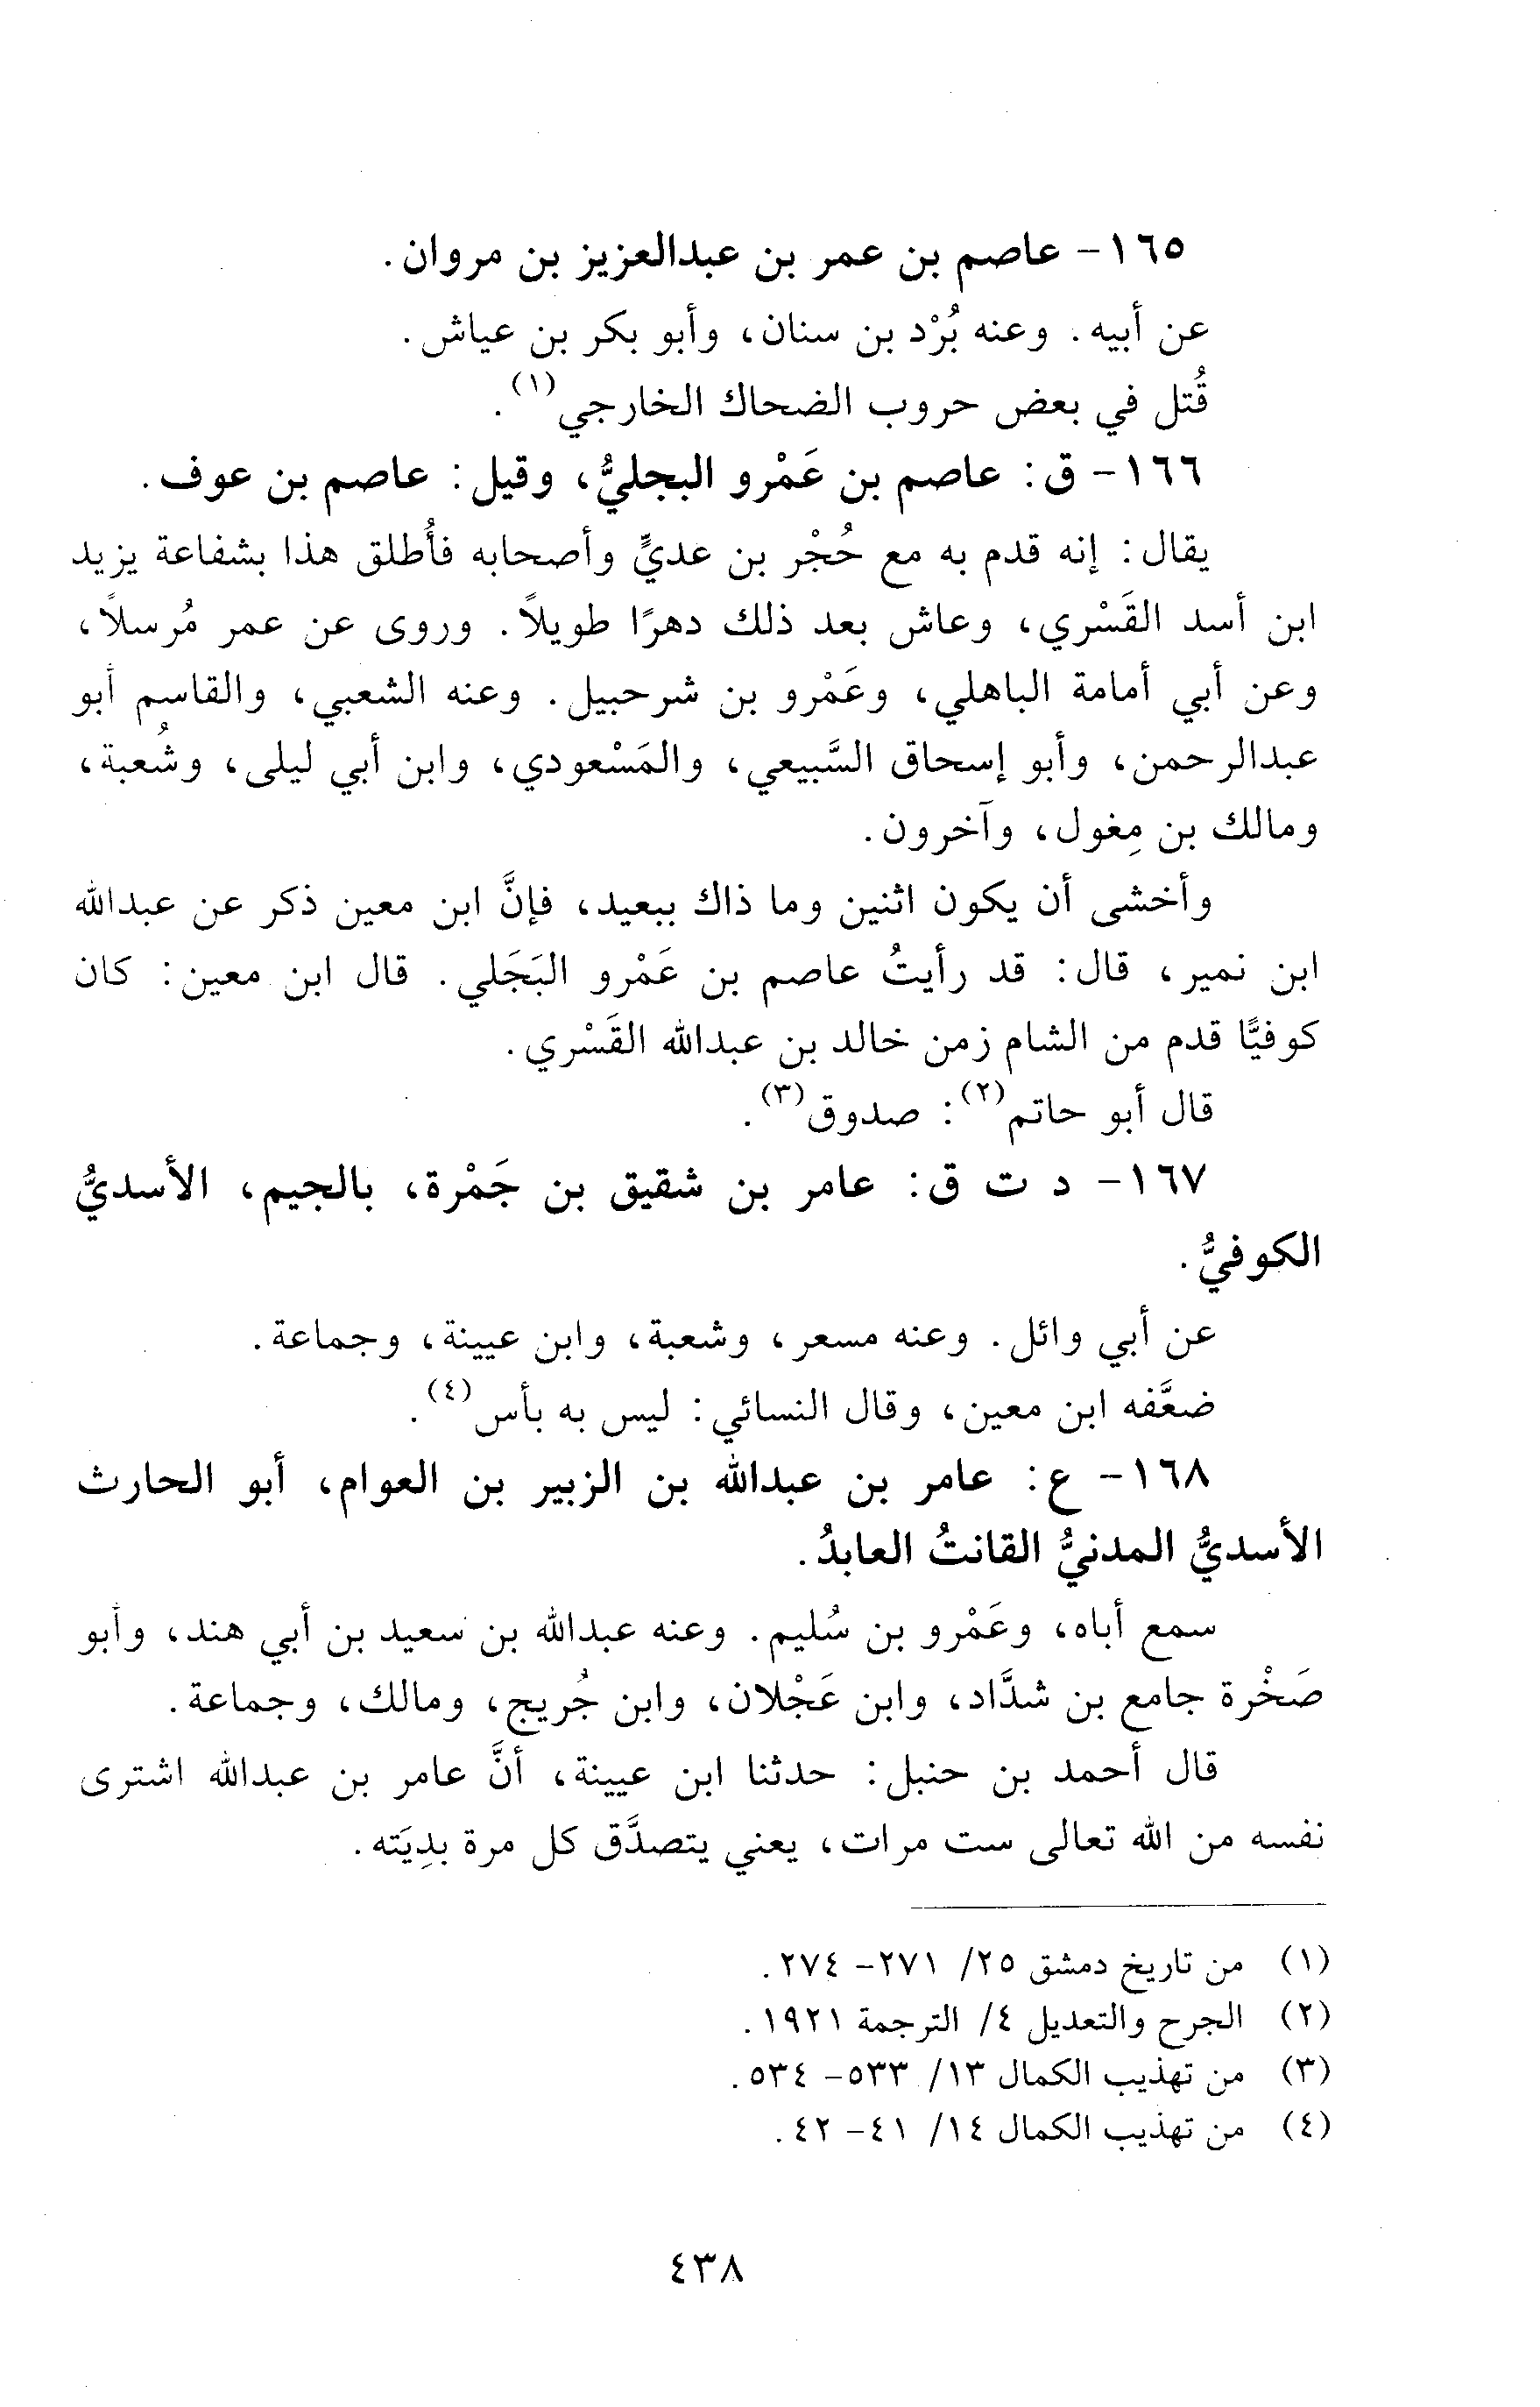 ١٦٥- عاصم بن عمر بن عبدالعزيز بن مروان.
عن أبيه. وعنه بُرْد بن سنان، وأبو بكر بن عياش.
قُتل في بعض حروب الضحاك الخارجي(١).
١٦٦- ق: عاصم بن عَمْرو البجليُّ، وقيل: عاصم بن عوف.
يقال: إنه قدم به مع حُجْر بن عديٍّ وأصحابه فأُطلق هذا بشفاعة يزيد
ابن أسد القَسْري، وعاش بعد ذلك دهرًا طويلاً. وروى عن عمر مُرسلاً،
وعن أبي أمامة الباهلي، وعَمْرو بن شرحبيل. وعنه الشعبي، والقاسم أبو
عبدالرحمن، وأبو إسحاق السَّبيعي، والمَسْعودي، وابن أبي ليلى، وشُعبة،
ومالك بن مِغول، وآخرون.
وأخشى أن يكون اثنين وما ذاك ببعيد، فإنَّ ابن معين ذكر عن عبدالله
ابن نمير، قال: قد رأيتُ عاصم بن عَمْرو البَجَلي. قال ابن معين: كان
كوفيًّا قدم من الشام زمن خالد بن عبدالله القَسْري.
قال أبو حاتم(٢): صدوق(٣).
١٦٧- د ت ق: عامر بن شقيق بن جَمْرة، بالجيم، الأسديُّ
الكوفيُّ.
عن أبي وائل. وعنه مسعر، وشعبة، وابن عيينة، وجماعة.
ضعَّفه ابن معين، وقال النسائي: ليس به بأس(٤).
١٦٨- ع: عامر بن عبدالله بن الزبير بن العوام، أبو الحارث
الأسديُّ المدنيُّ القانتُ العابدُ.
سمع أباه، وعَمْرو بن سُليم. وعنه عبدالله بن سعيد بن أبي هند، وأبو
صَخْرة جامع بن شدَّاد، وابن عَجْلان، وابن جُريج، ومالك، وجماعة.
قال أحمد بن حنبل: حدثنا ابن عيينة، أنَّ عامر بن عبدالله اشترى
نفسه من الله تعالى ست مرات، يعني يتصدَّق كل مرة بدِيَته.
(١) من تاريخ دمشق ٢٥/ ٢٧١- ٢٧٤.
(٢) الجرح والتعديل ٤/ الترجمة ١٩٢١.
(٣) من تهذيب الكمال ١٣/ ٥٣٣- ٥٣٤.
(٤) من تهذيب الكمال ١٤/ ٤١- ٤٢.
٤٣٨